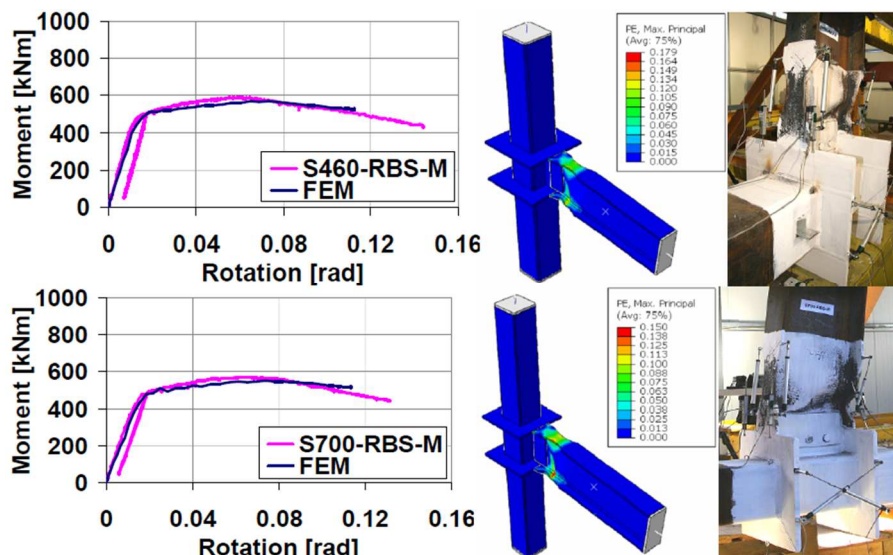 Moment [kNm]
1000
800
600
400
200
0
S460-RBS-M
FEM
0 0.04 0.08 0.12 0.16
Rotation [rad]
PE, Max. Principal
(Avg: 75%)
0.179
0.164
0.149
0.134
0.120
0.105
0.090
0.075
0.060
0.045
0.030
0.015
0.000
Moment [kNm]
1000
800
600
400
200
0
S700-RBS-M
FEM
0 0.04 0.08 0.12 0.16
Rotation [rad]
PE, Max. Principal
(Avg: 75%)
0.150
0.138
0.125
0.113
0.100
0.088
0.075
0.063
0.050
0.038
0.025
0.013
0.000